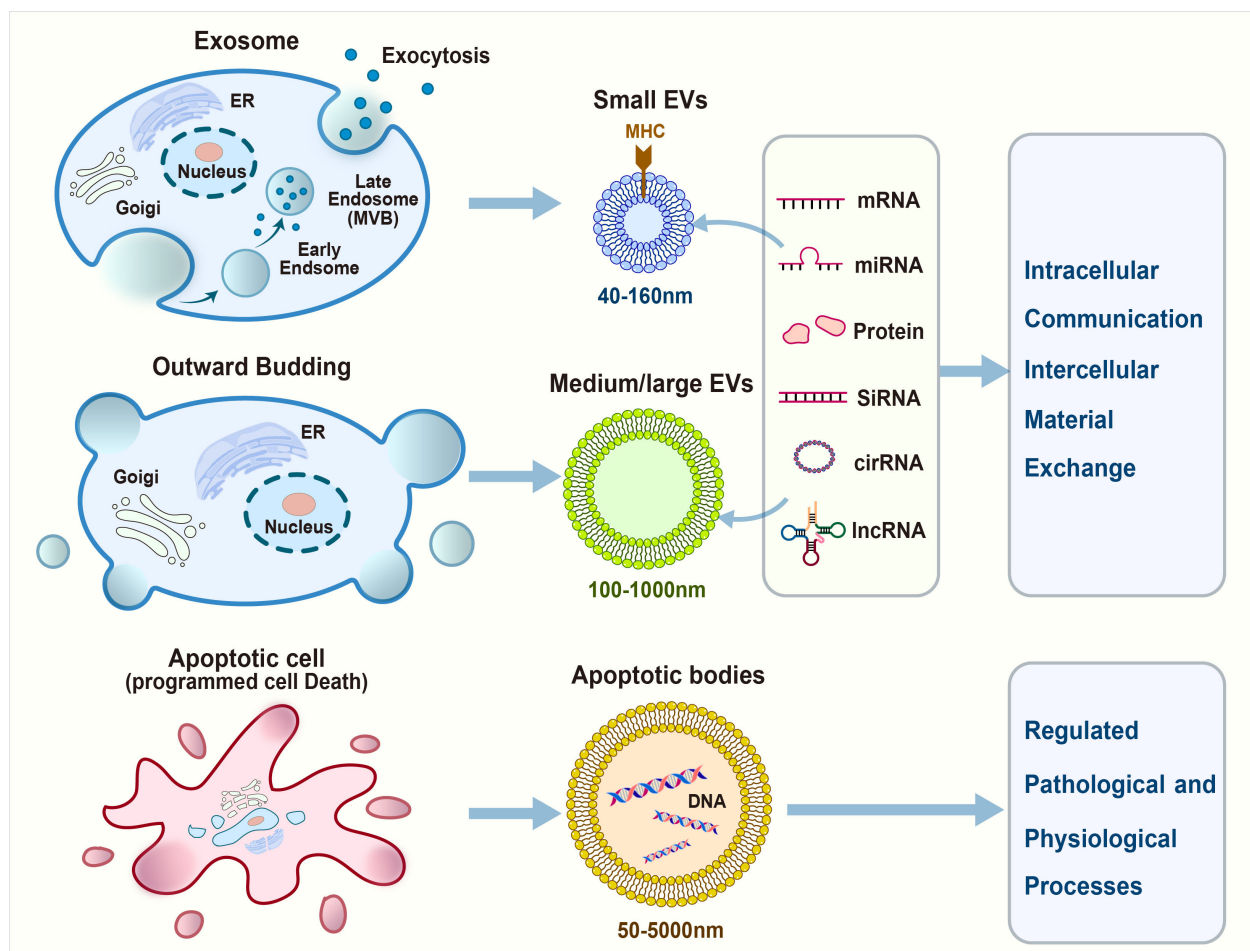 Exosome
Exocytosis
ER
Nucleus
Goigi
Late
Endosome
(MVB)
Early
Endsome
Small EVs
MHC
40-160nm
Outward Budding
ER
Goigi
Nucleus
Medium/large EVs
100-1000nm
mRNA
miRNA
Protein
SiRNA
cirRNA
lncRNA
Intracellular
Communication
Intercellular
Material
Exchange
Apoptotic cell
(programmed cell Death)
Apoptotic bodies
DNA
50-5000nm
Regulated
Pathological and
Physiological
Processes